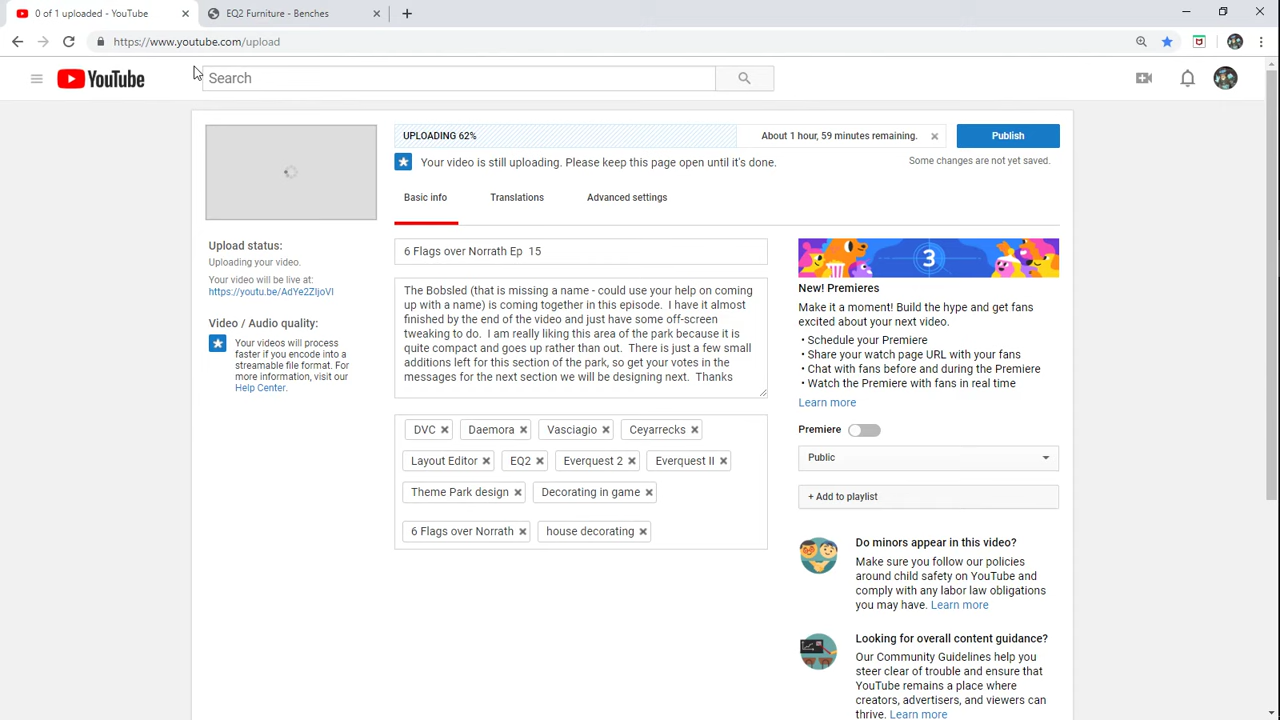 0 of 1 uploaded - YouTube
EQ2 Furniture - Benches
https://www.youtube.com/upload
YouTube
Search
UPLOADING 62%
About 1 hour, 59 minutes remaining.
Publish
Your video is still uploading. Please keep this page open until it's done.
Some changes are not yet saved.
Basic info
Translations
Advanced settings
Upload status:
Uploading your video.
Your video will be live at:
https://youtu.be/AdYe2ZIjoVI
Video / Audio quality:
Your videos will process
faster if you encode into a
streamable file format. For
more information, visit our
Help Center.
6 Flags over Norrath Ep 15
The Bobsled (that is missing a name - could use your help on coming
up with a name) is coming together in this episode. I have it almost
finished by the end of the video and just have some off-screen
tweaking to do. I am really liking this area of the park because it is
quite compact and goes up rather than out. There is just a few small
additions left for this section of the park, so get your votes in the
messages for the next section we will be designing next. Thanks
DVC Daemora Vasciagio Ceyarrecks
Layout Editor EQ2 Everquest 2 Everquest II
Theme Park design Decorating in game
6 Flags over Norrath house decorating
3
New! Premieres
Make it a moment! Build the hype and get fans
excited about your next video.
• Schedule your Premiere
• Share your watch page URL with your fans
• Chat with fans before and during the Premiere
• Watch the Premiere with fans in real time
Learn more
Premiere
Public
+ Add to playlist
Do minors appear in this video?
Make sure you follow our policies
around child safety on YouTube and
comply with any labor law obligations
you may have. Learn more
Looking for overall content guidance?
Our Community Guidelines help you
steer clear of trouble and ensure that
YouTube remains a place where
creators, advertisers, and viewers can
thrive. Learn more